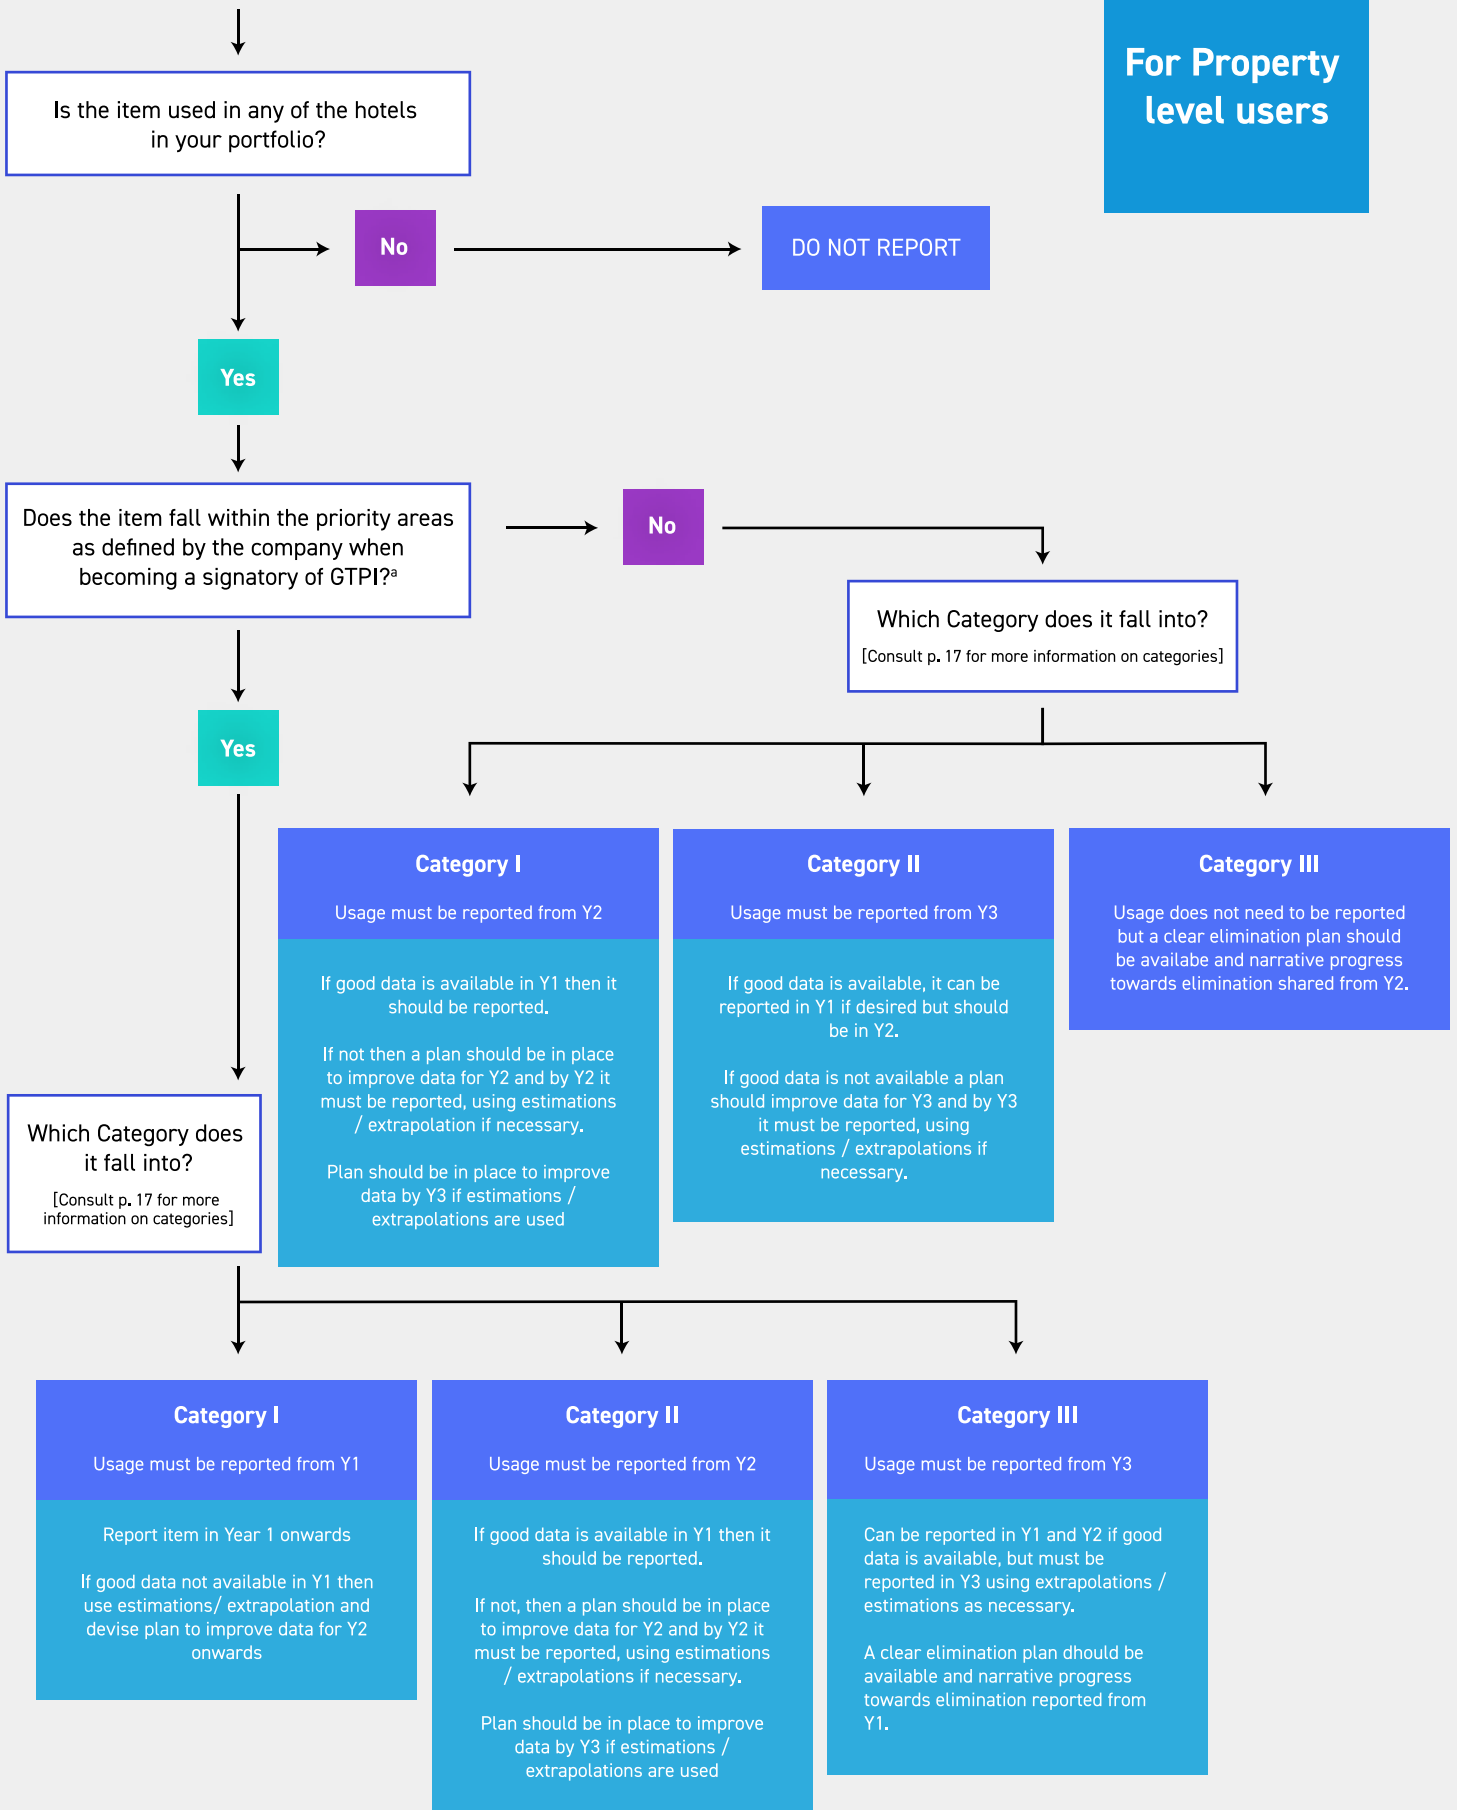 For Property
level users
Is the item used in any of the hotels
in your portfolio?
No
DO NOT REPORT
Yes
Does the item fall within the priority areas
as defined by the company when
becoming a signatory of GTPI?ᵃ
No
Which Category does it fall into?
[Consult p. 17 for more information on categories]
Yes
Category I
Usage must be reported from Y2
If good data is available in Y1 then it
should be reported.
If not then a plan should be in place
to improve data for Y2 and by Y2 it
must be reported, using estimations
/ extrapolation if necessary.
Plan should be in place to improve
data by Y3 if estimations /
extrapolations are used
Category II
Usage must be reported from Y3
If good data is available, it can be
reported in Y1 if desired but should
be in Y2.
If good data is not available a plan
should improve data for Y3 and by Y3
it must be reported, using
estimations / extrapolations if
necessary.
Category III
Usage does not need to be reported
but a clear elimination plan should
be availabe and narrative progress
towards elimination shared from Y2.
Which Category does
it fall into?
[Consult p. 17 for more
information on categories]
Category I
Usage must be reported from Y1
Report item in Year 1 onwards
If good data not available in Y1 then
use estimations/ extrapolation and
devise plan to improve data for Y2
onwards
Category II
Usage must be reported from Y2
If good data is available in Y1 then it
should be reported.
If not, then a plan should be in place
to improve data for Y2 and by Y2 it
must be reported, using estimations
/ extrapolations if necessary.
Plan should be in place to improve
data by Y3 if estimations /
extrapolations are used
Category III
Usage must be reported from Y3
Can be reported in Y1 and Y2 if good
data is available, but must be
reported in Y3 using extrapolations /
estimations as necessary.
A clear elimination plan dhould be
available and narrative progress
towards elimination reported from
Y1.